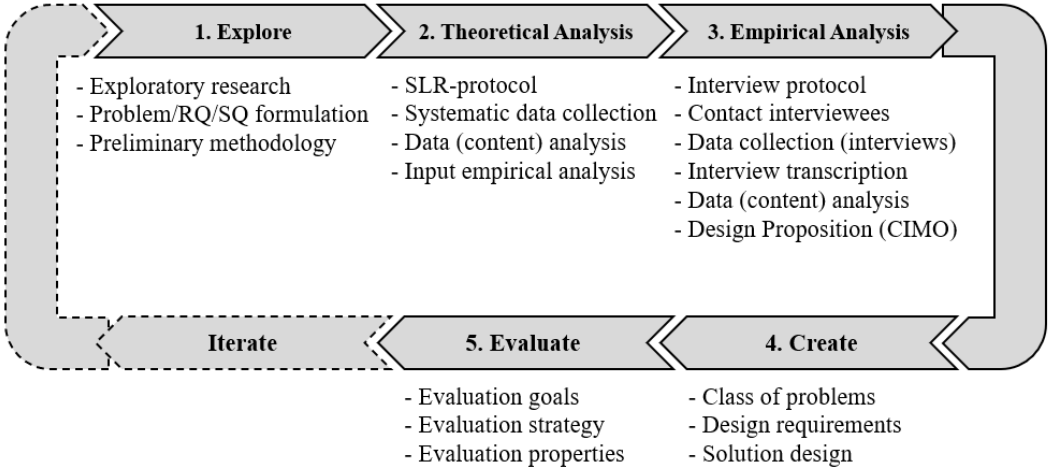 1. Explore
- Exploratory research
- Problem/RQ/SQ formulation
- Preliminary methodology
2. Theoretical Analysis
- SLR-protocol
- Systematic data collection
- Data (content) analysis
- Input empirical analysis
3. Empirical Analysis
- Interview protocol
- Contact interviewees
- Data collection (interviews)
- Interview transcription
- Data (content) analysis
- Design Proposition (CIMO)
4. Create
- Class of problems
- Design requirements
- Solution design
5. Evaluate
- Evaluation goals
- Evaluation strategy
- Evaluation properties
Iterate